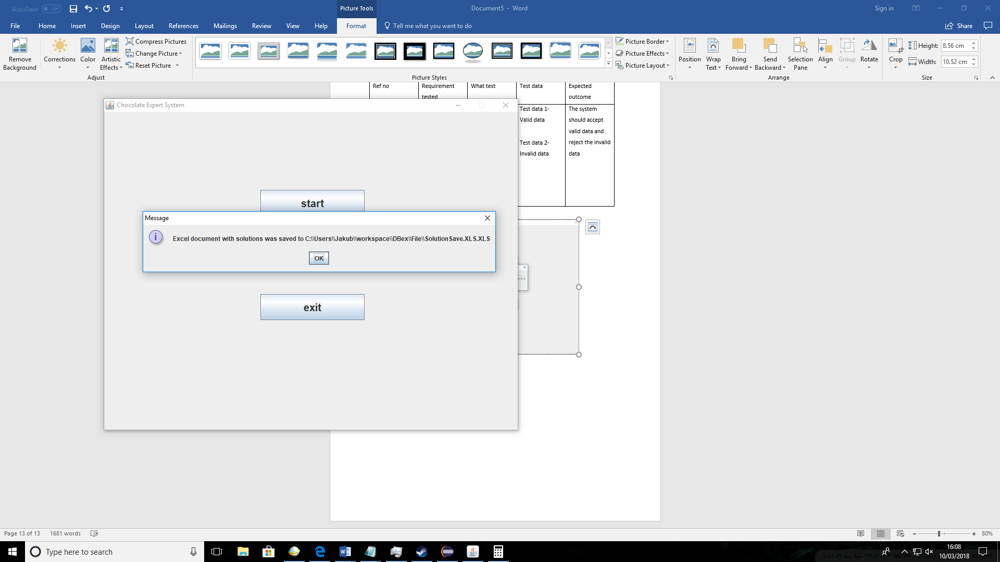 AutoSave Off
Picture Tools
Document5 - Word
Sign in
File Home Insert Design Layout References Mailings Review View Help Format Tell me what you want to do
Share
Remove Background
Corrections
Color
Artistic Effects
Compress Pictures
Change Picture
Reset Picture
Adjust
Picture Styles
Picture Border
Picture Effects
Picture Layout
Position
Wrap Text
Bring Forward
Send Backward
Selection Pane
Align
Group
Rotate
Arrange
Crop
Height: 8.56 cm
Width: 10.52 cm
Size
Ref no
Requirement tested
What test
Test data
Expected outcome
Test data 1-
Valid data
Test data 2-
Invalid data
The system
should accept
valid data and
reject the invalid
data
Chocolate Expert System
start
Message
Excel document with solutions was saved to C:\\Users\\Jakub\\workspace\\DBex\\File\\SolutionSave.XLS.XLS
OK
exit
Page 13 of 13 1681 words
80%
Type here to search
16:08
10/03/2018